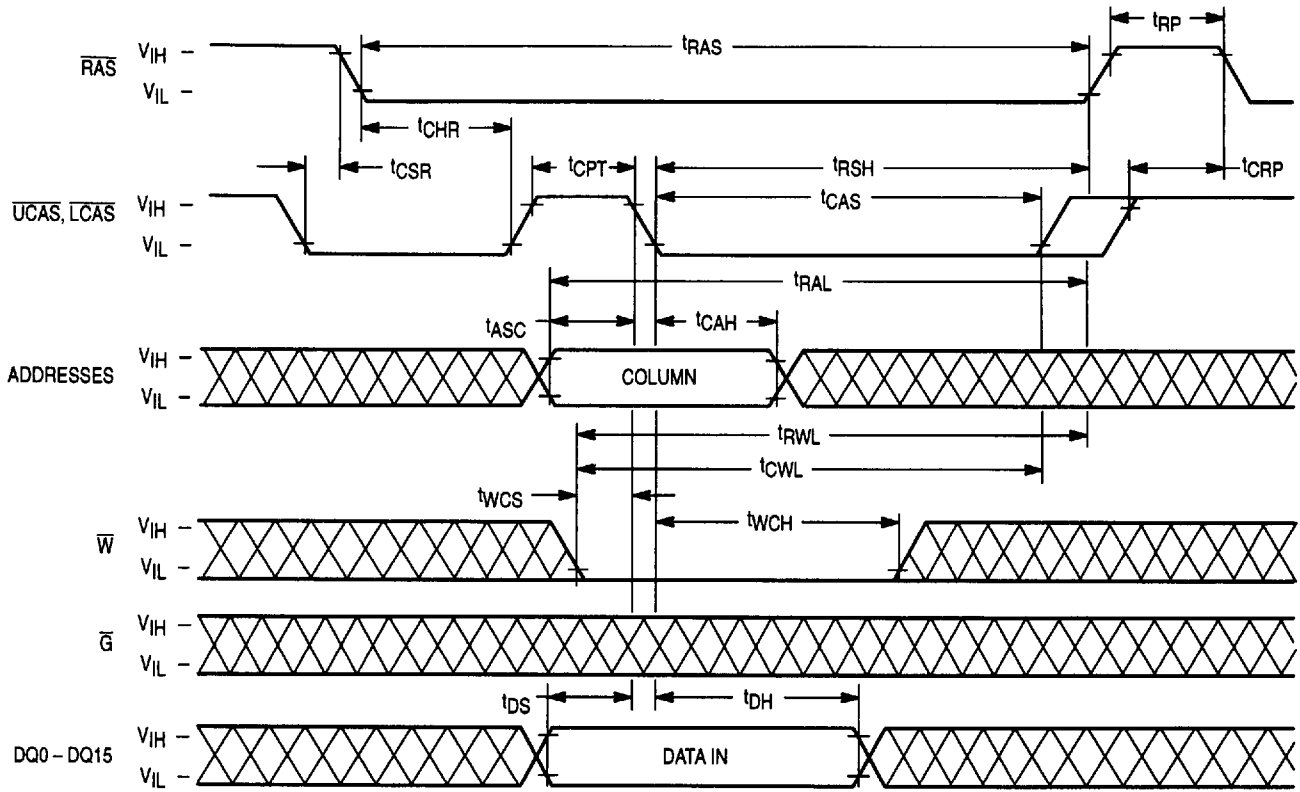 tRP
VIH
tRAS
RAS
VIL
tCHR
tCSR
tCPT
tRSH
tCRP
UCAS, LCAS
VIH
tCAS
VIL
tRAL
tASC
tCAH
VIH
ADDRESSES
COLUMN
VIL
tRWL
tCWL
tWCS
tWCH
VIH
W
VIL
VIH
G
VIL
tDS
tDH
VIH
DQ0 – DQ15
DATA IN
VIL